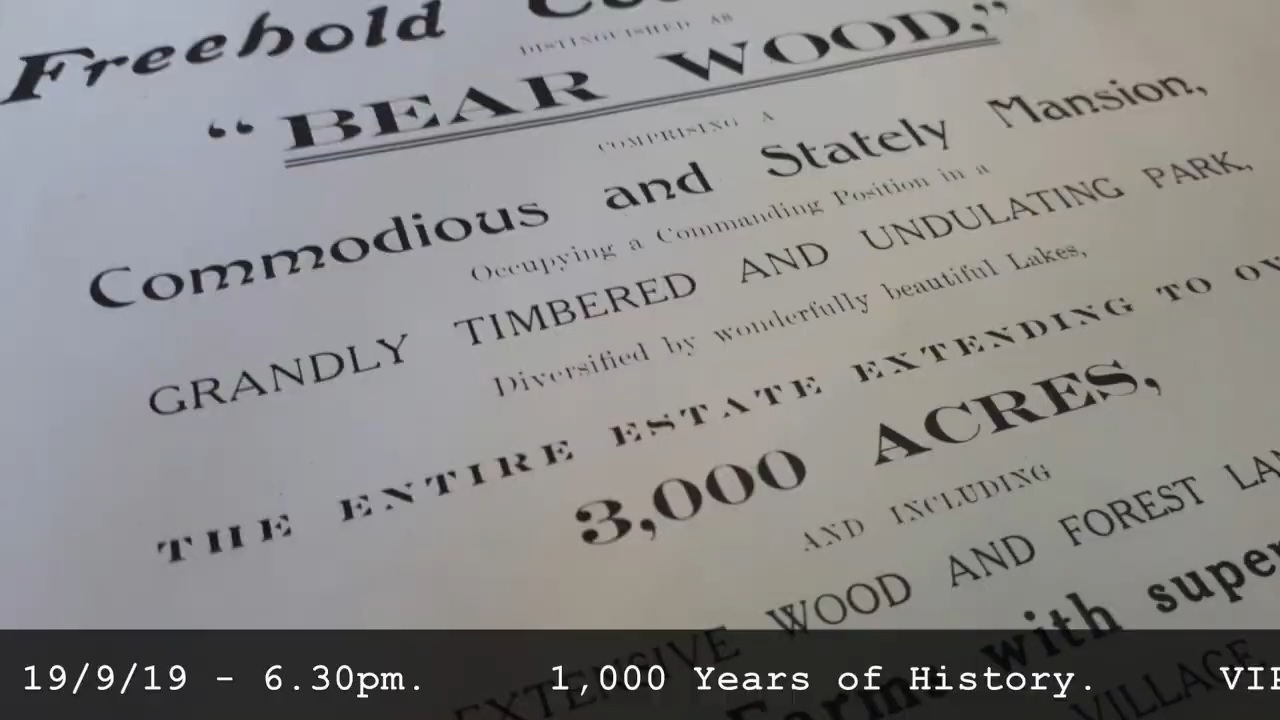 Freehold
DISTINGUISHED AS
“BEAR WOOD,”
COMPRISING A
Commodious and Stately Mansion,
Occupying a Commanding Position in a
GRANDLY TIMBERED AND UNDULATING PARK,
Diversified by wonderfully beautiful Lakes,
THE ENTIRE ESTATE EXTENDING TO
3,000 ACRES,
AND INCLUDING
EXTENSIVE WOOD AND FOREST
with
VILLAGE
19/9/19 - 6.30pm. 1,000 Years of History.